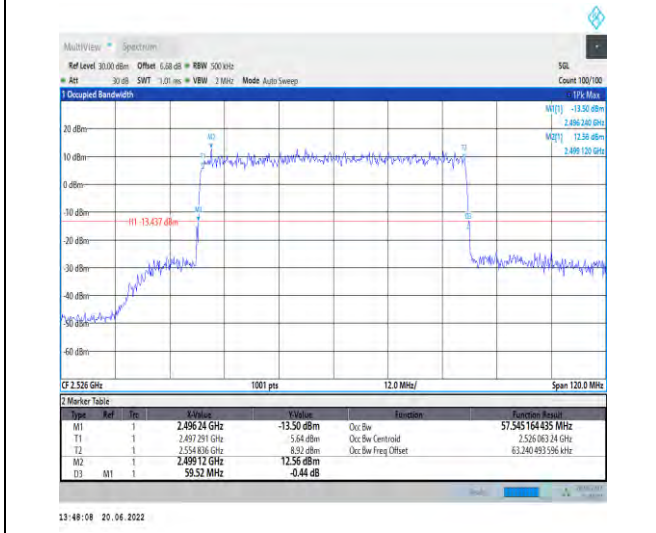 MultiView Spectrum
Ref Level 30.00 dBm Offset 6.68 dB RBW 500 kHz SGL
Att 30 dB SWT 1.01 ms VBW 2 MHz Mode Auto Sweep Count 100/100
1 Occupied Bandwidth 1Pk Max
M1[1] -13.50 dBm
2.496 240 GHz
M2[1] 12.56 dBm
2.499 120 GHz
20 dBm
M2
T2
10 dBm
0 dBm
-10 dBm
M1
D3
H1 -13.437 dBm
-20 dBm
-30 dBm
-40 dBm
-50 dBm
-60 dBm
CF 2.526 GHz 1001 pts 12.0 MHz/ Span 120.0 MHz
2 Marker Table
Type Ref Trc X-Value Y-Value Function Function Result
M1 1 2.496 24 GHz -13.50 dBm Occ Bw 57.545 164 435 MHz
T1 1 2.497 291 GHz 5.64 dBm Occ Bw Centroid 2.526 063 24 GHz
T2 1 2.554 836 GHz 8.92 dBm Occ Bw Freq Offset 63.240 493 596 kHz
M2 1 2.499 12 GHz 12.56 dBm
D3 M1 1 59.52 MHz -0.44 dB
13:48:08 20.06.2022